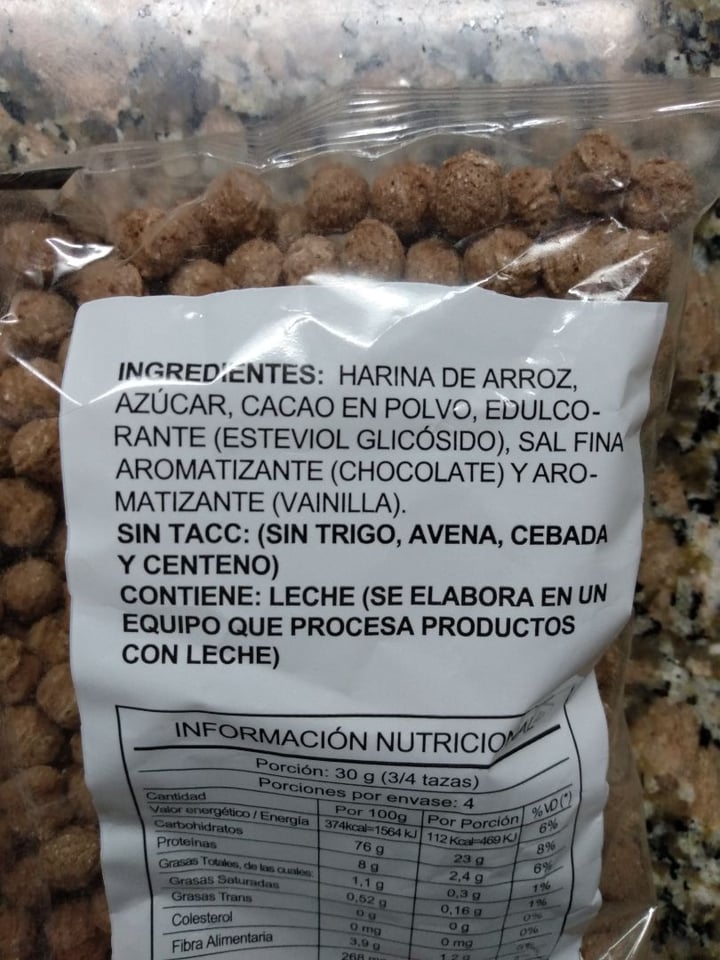 INGREDIENTES: HARINA DE ARROZ,
AZÚCAR, CACAO EN POLVO, EDULCO-
RANTE (ESTEVIOL GLICÓSIDO), SAL FINA
AROMATIZANTE (CHOCOLATE) Y ARO-
MATIZANTE (VAINILLA).
SIN TACC: (SIN TRIGO, AVENA, CEBADA
Y CENTENO)
CONTIENE: LECHE (SE ELABORA EN UN
EQUIPO QUE PROCESA PRODUCTOS
CON LECHE)
INFORMACIÓN NUTRICIONAL
Porción: 30 g (3/4 tazas)
Porciones por envase: 4
Cantidad Por 100g Por Porción %VD(*)
Valor energético / Energía 374kcal=1564 kJ 112 Kcal=469 KJ 6%
Carbohidratos 76 g 23 g 8%
Proteínas 8 g 2,4 g 6%
Grasas Totales, de las cuales: 1,1 g 0,3 g 1%
Grasas Saturadas 0,52 g 0,16 g 1%
Grasas Trans 0 g 0 g 0%
Colesterol 0 mg 0 mg 0%
Fibra Alimentaria 3,9 g 1,2 g
268